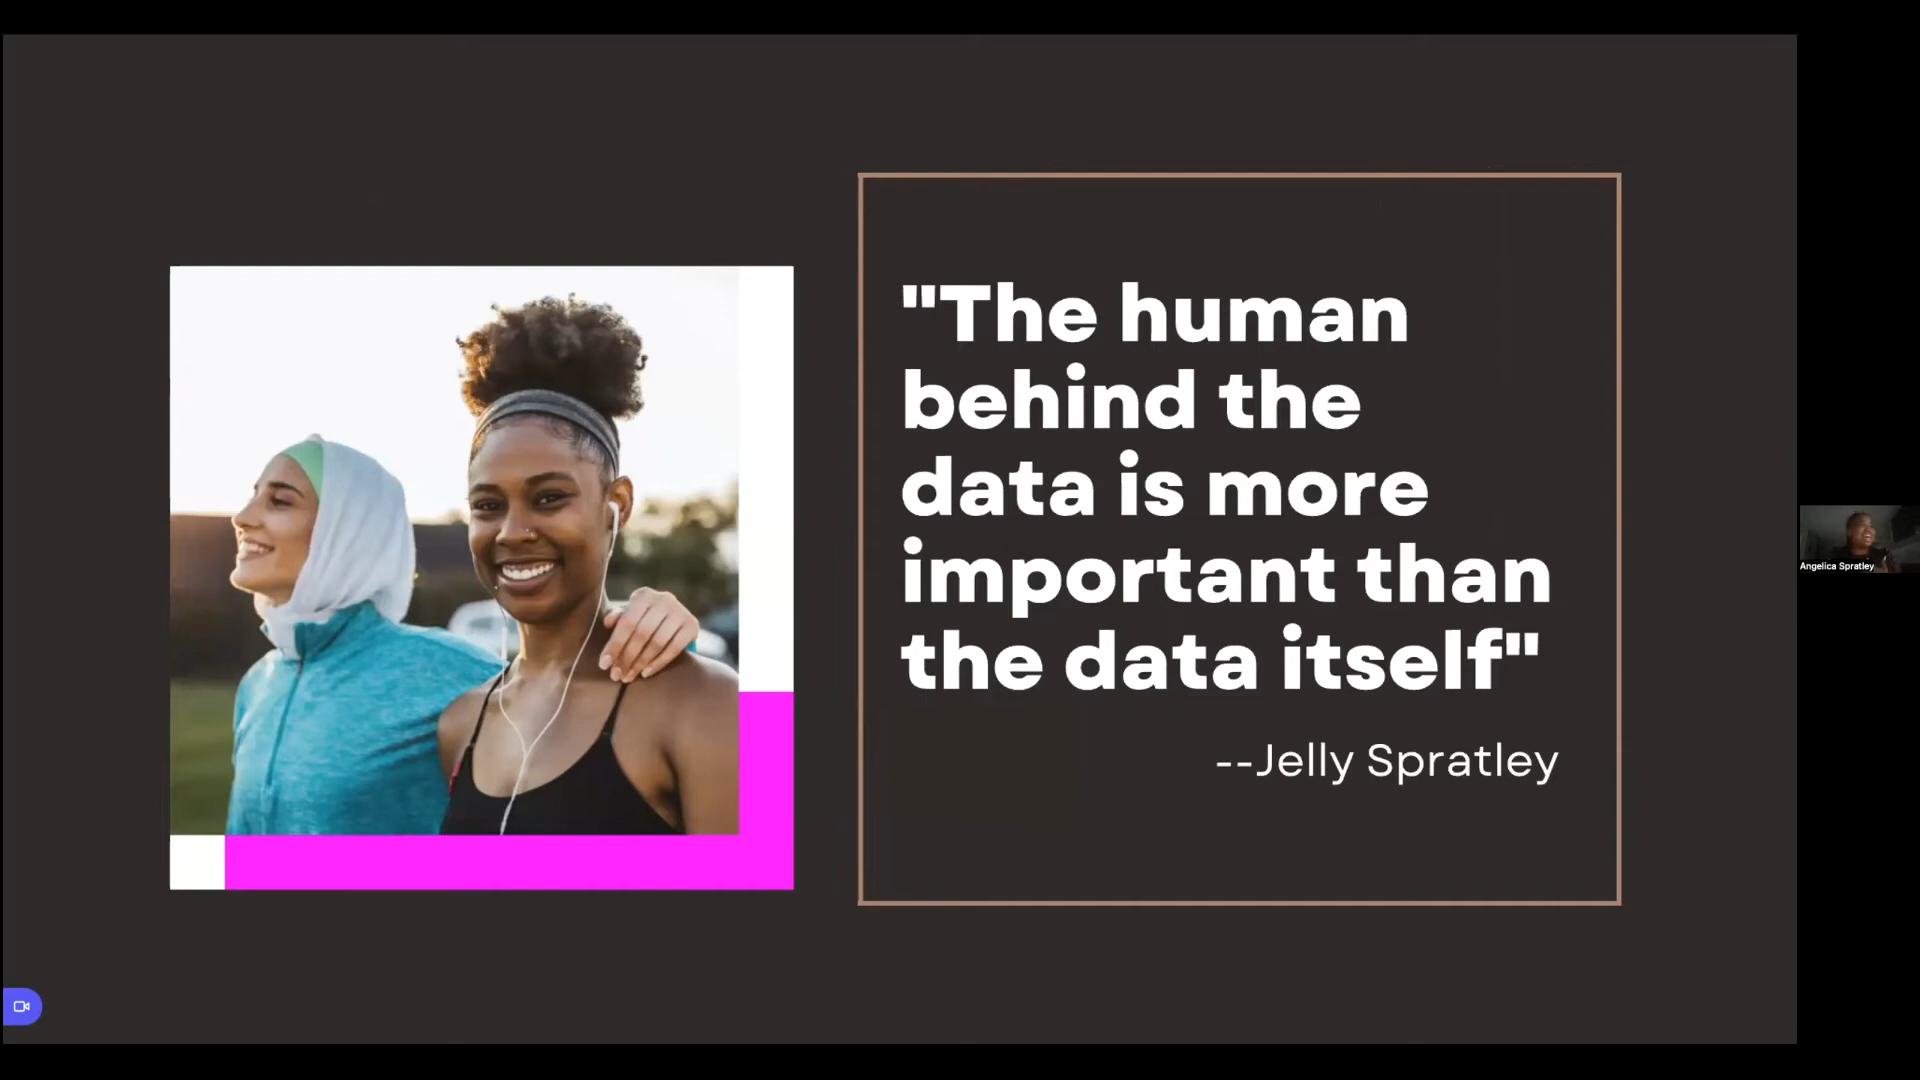 "The human
behind the
data is more
important than
the data itself"
--Jelly Spratley
Angelica Spratley